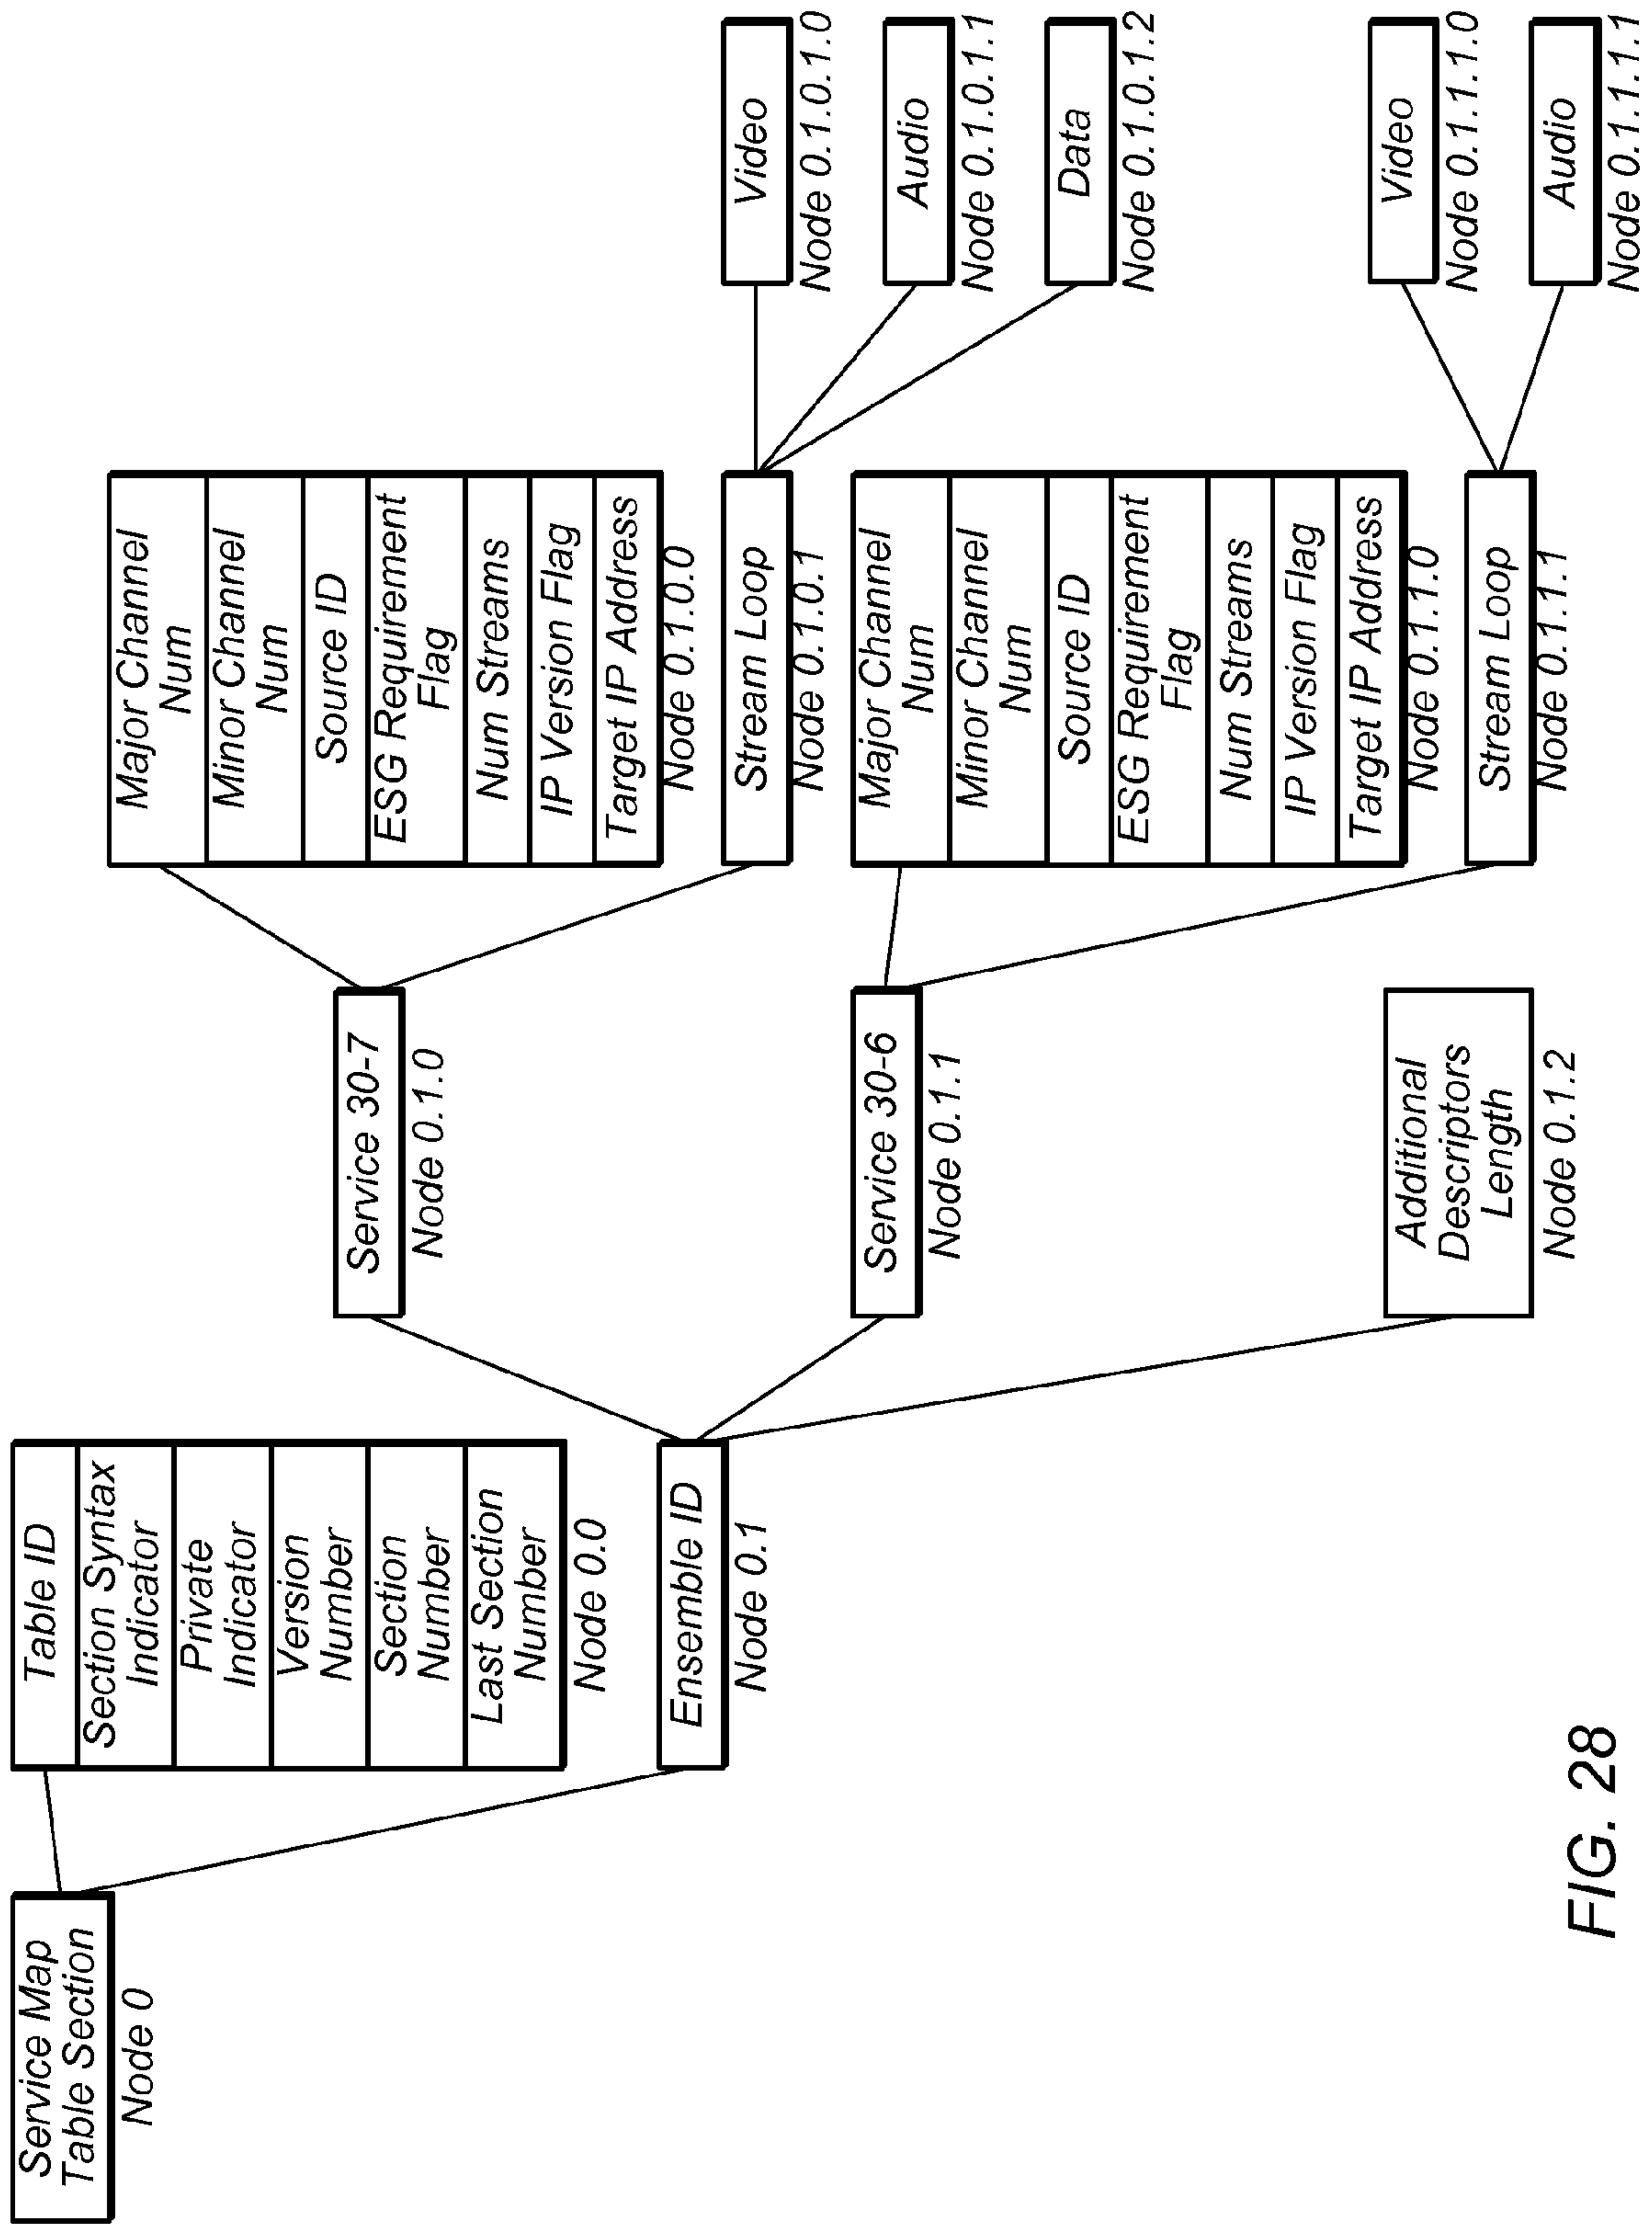 Service Map
Table Section
Node 0
Table ID
Section Syntax
Indicator
Private
Indicator
Version
Number
Section
Number
Last Section
Number
Node 0.0
Ensemble ID
Node 0.1
Service 30-7
Node 0.1.0
Service 30-6
Node 0.1.1
Additional
Descriptors
Length
Node 0.1.2
Major Channel
Num
Minor Channel
Num
Source ID
ESG Requirement
Flag
Num Streams
IP Version Flag
Target IP Address
Node 0.1.0.0
Stream Loop
Node 0.1.0.1
Major Channel
Num
Minor Channel
Num
Source ID
ESG Requirement
Flag
Num Streams
IP Version Flag
Target IP Address
Node 0.1.1.0
Stream Loop
Node 0.1.1.1
Video
Node 0.1.0.1.0
Audio
Node 0.1.0.1.1
Data
Node 0.1.0.1.2
Video
Node 0.1.1.1.0
Audio
Node 0.1.1.1.1
FIG. 28